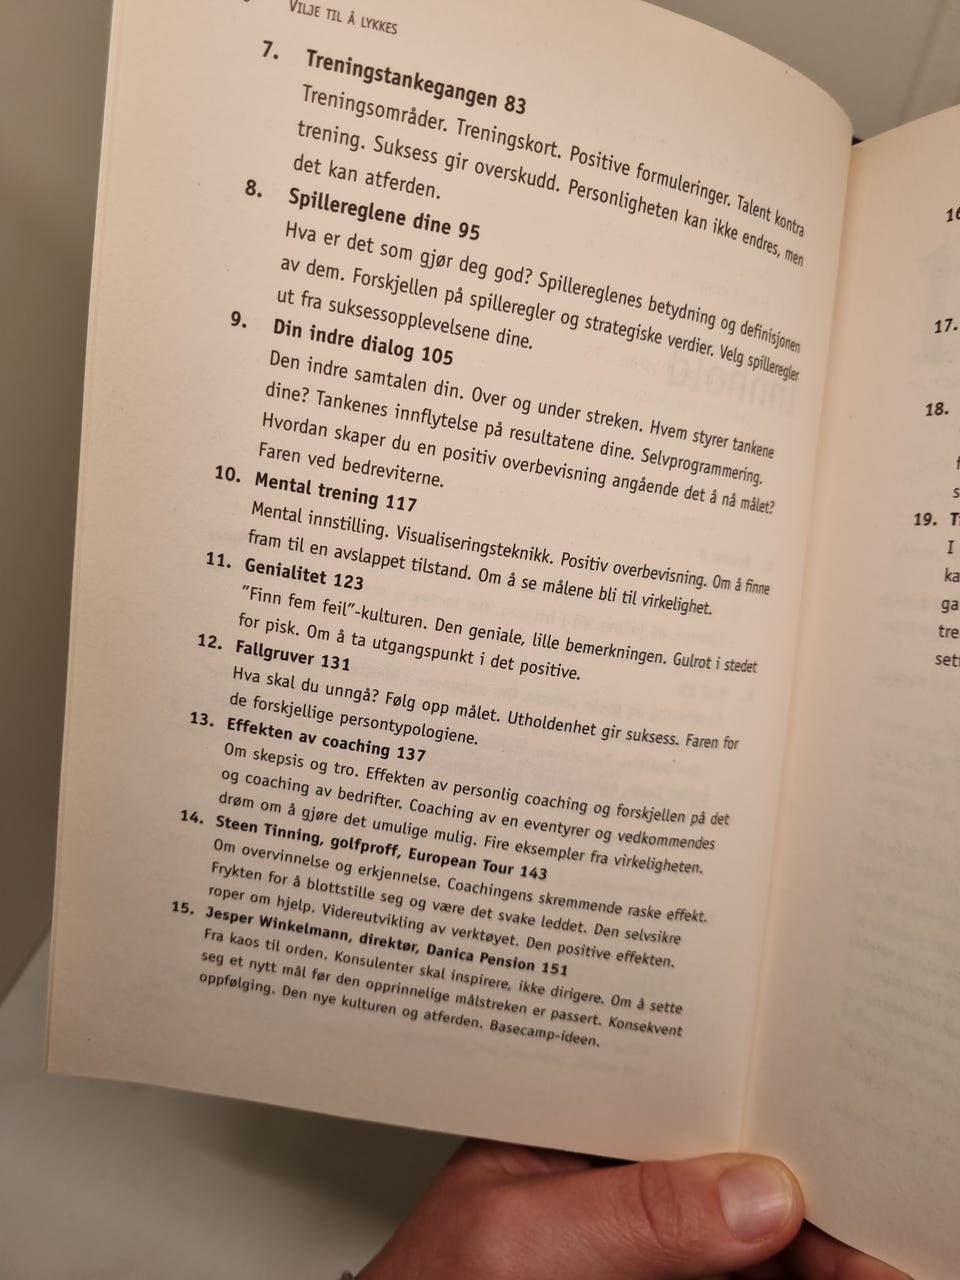 VILJE TIL Å LYKKES
7. Treningstankegangen 83
Treningsområder. Treningskort. Positive formuleringer. Talent kontra
trening. Suksess gir overskudd. Personligheten kan ikke endres, men
det kan atferden.
8. Spillereglene dine 95
Hva er det som gjør deg god? Spillereglenes betydning og definisjonen
av dem. Forskjellen på spilleregler og strategiske verdier. Velg spilleregler
ut fra suksessopplevelsene dine.
9. Din indre dialog 105
Den indre samtalen din. Over og under streken. Hvem styrer tankene
dine? Tankenes innflytelse på resultatene dine. Selvprogrammering.
Hvordan skaper du en positiv overbevisning angående det å nå målet?
Faren ved bedreviterne.
10. Mental trening 117
Mental innstilling. Visualiseringsteknikk. Positiv overbevisning. Om å finne
fram til en avslappet tilstand. Om å se målene bli til virkelighet.
11. Genialitet 123
"Finn fem feil"-kulturen. Den geniale, lille bemerkningen. Gulrot i stedet
for pisk. Om å ta utgangspunkt i det positive.
12. Fallgruver 131
Hva skal du unngå? Følg opp målet. Utholdenhet gir suksess. Faren for
de forskjellige persontypologiene.
13. Effekten av coaching 137
Om skepsis og tro. Effekten av personlig coaching og forskjellen på det
og coaching av bedrifter. Coaching av en eventyrer og vedkommendes
drøm om å gjøre det umulige mulig. Fire eksempler fra virkeligheten.
14. Steen Tinning, golfproff, European Tour 143
Om overvinnelse og erkjennelse. Coachingens skremmende raske effekt.
Frykten for å blottstille seg og være det svake leddet. Den selvsikre
roper om hjelp. Videreutvikling av verktøyet. Den positive effekten.
15. Jesper Winkelmann, direktør, Danica Pension 151
Fra kaos til orden. Konsulenter skal inspirere, ikke dirigere. Om å sette
seg et nytt mål før den opprinnelige målstreken er passert. Konsekvent
oppfølging. Den nye kulturen og atferden. Basecamp-ideen.
17.
18.
19.
I